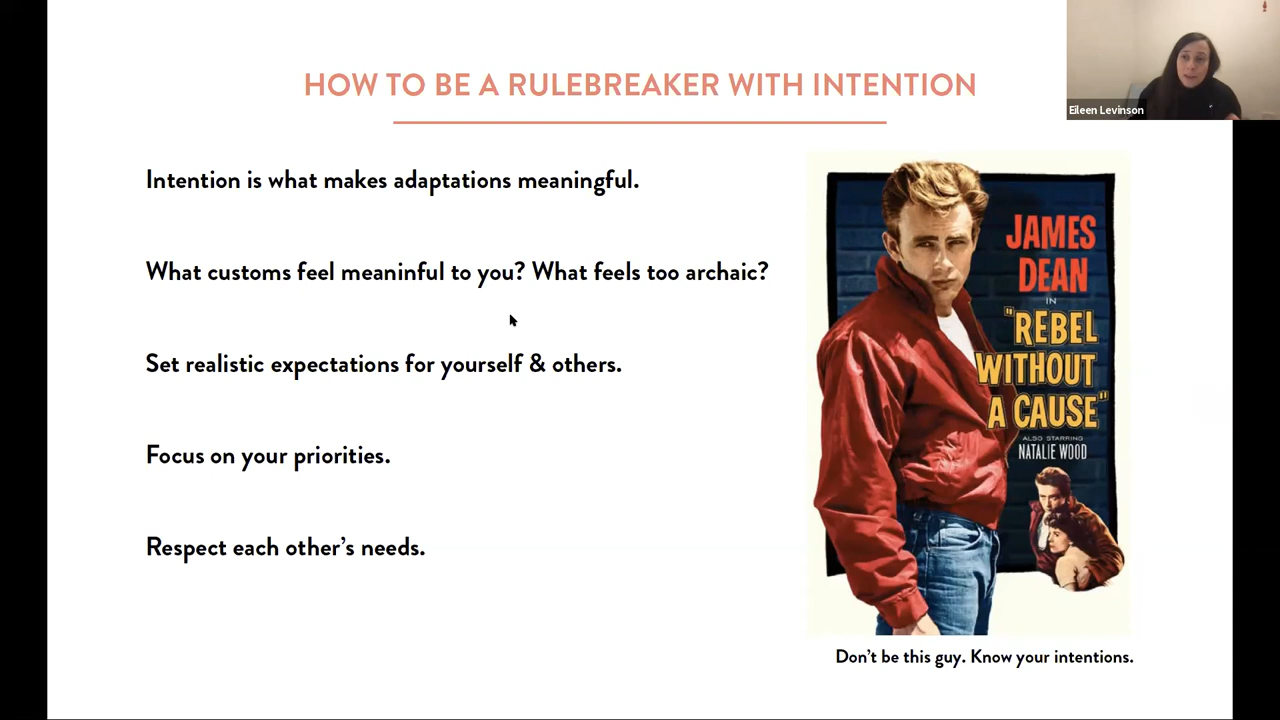 HOW TO BE A RULEBREAKER WITH INTENTION
Eileen Levinson
Intention is what makes adaptations meaningful.
What customs feel meaninful to you? What feels too archaic?
Set realistic expectations for yourself & others.
Focus on your priorities.
Respect each other's needs.
JAMES
DEAN
IN
"REBEL
WITHOUT
A CAUSE"
ALSO STARRING
NATALIE WOOD
Don't be this guy. Know your intentions.